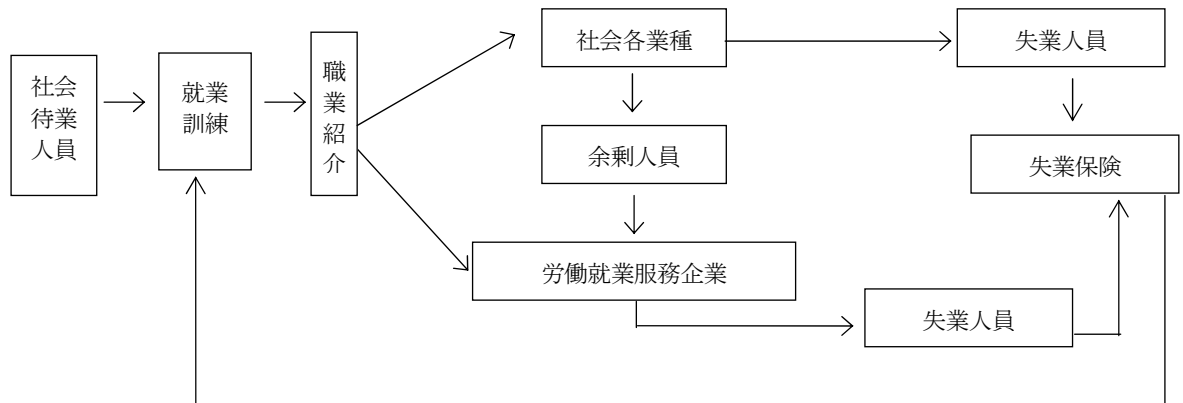 社会
待業
人員
就業
訓練
職
業
紹
介
社会各業種
余剰人員
労働就業服務企業
失業人員
失業保険
失業人員